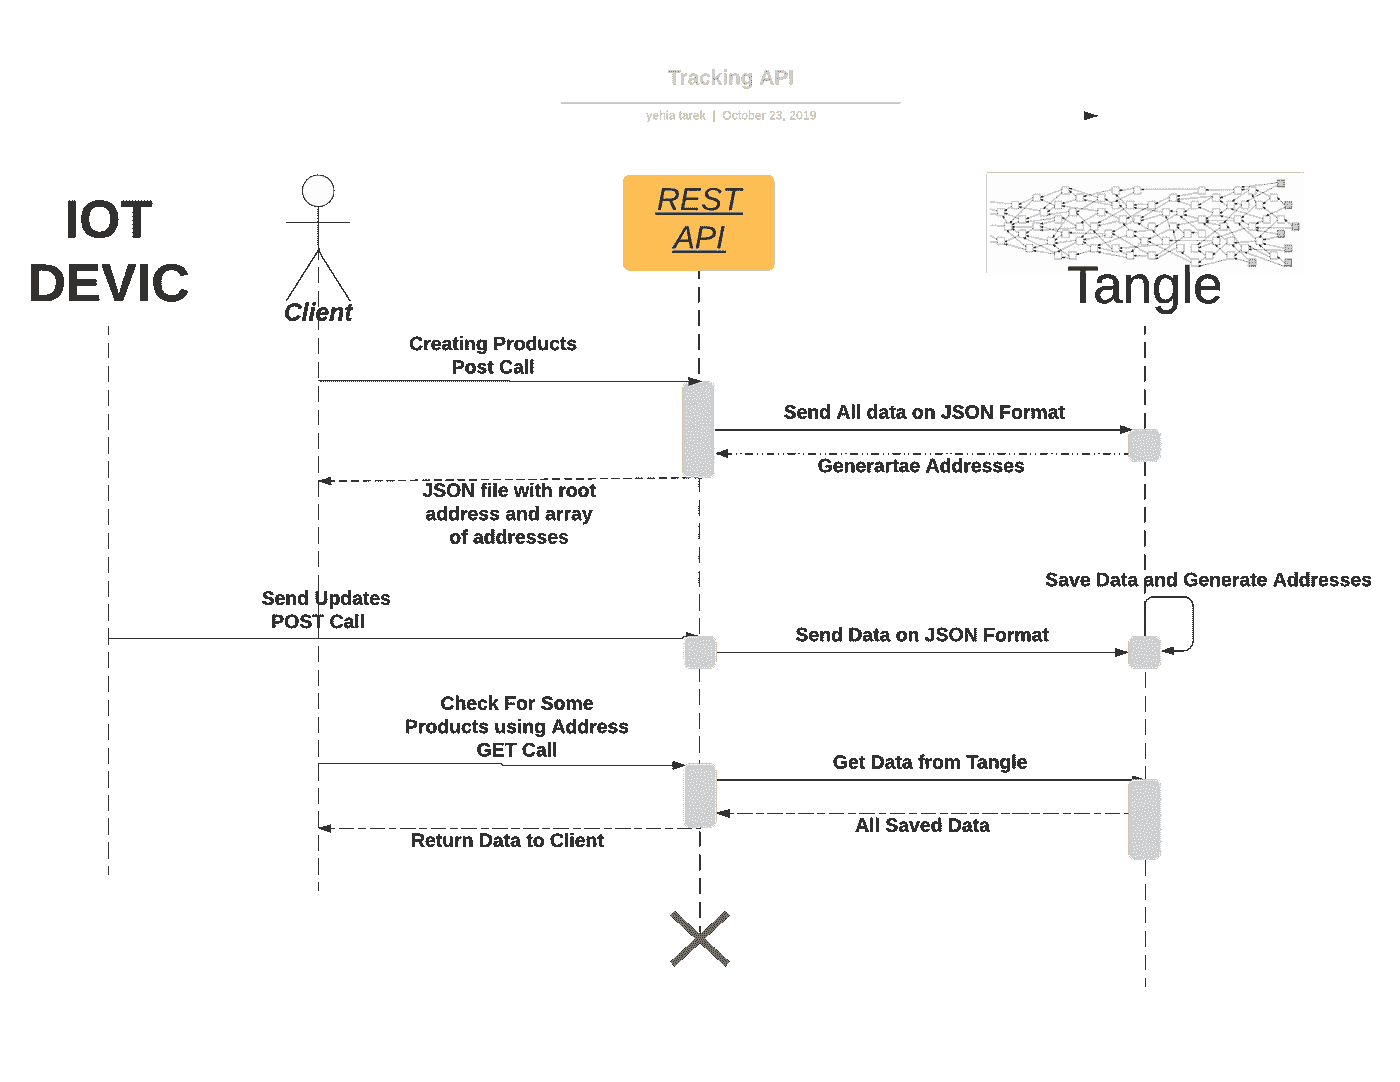 Tracking API
yehia tarek | October 23, 2019
IOT
DEVIC
Client
REST
API
Tangle
Creating Products
Post Call
Send All data on JSON Format
Generartae Addresses
JSON file with root
address and array
of addresses
Save Data and Generate Addresses
Send Updates
POST Call
Send Data on JSON Format
Check For Some
Products using Address
GET Call
Get Data from Tangle
All Saved Data
Return Data to Client